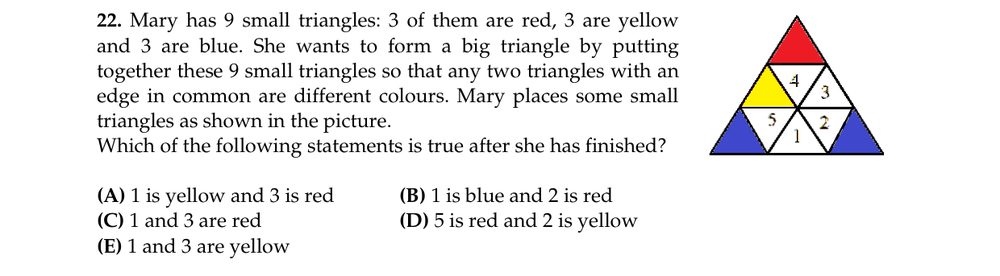 22. Mary has 9 small triangles: 3 of them are red, 3 are yellow
and 3 are blue. She wants to form a big triangle by putting
together these 9 small triangles so that any two triangles with an
edge in common are different colours. Mary places some small
triangles as shown in the picture.
Which of the following statements is true after she has finished?
4
3
5
2
1
(A) 1 is yellow and 3 is red
(B) 1 is blue and 2 is red
(C) 1 and 3 are red
(D) 5 is red and 2 is yellow
(E) 1 and 3 are yellow